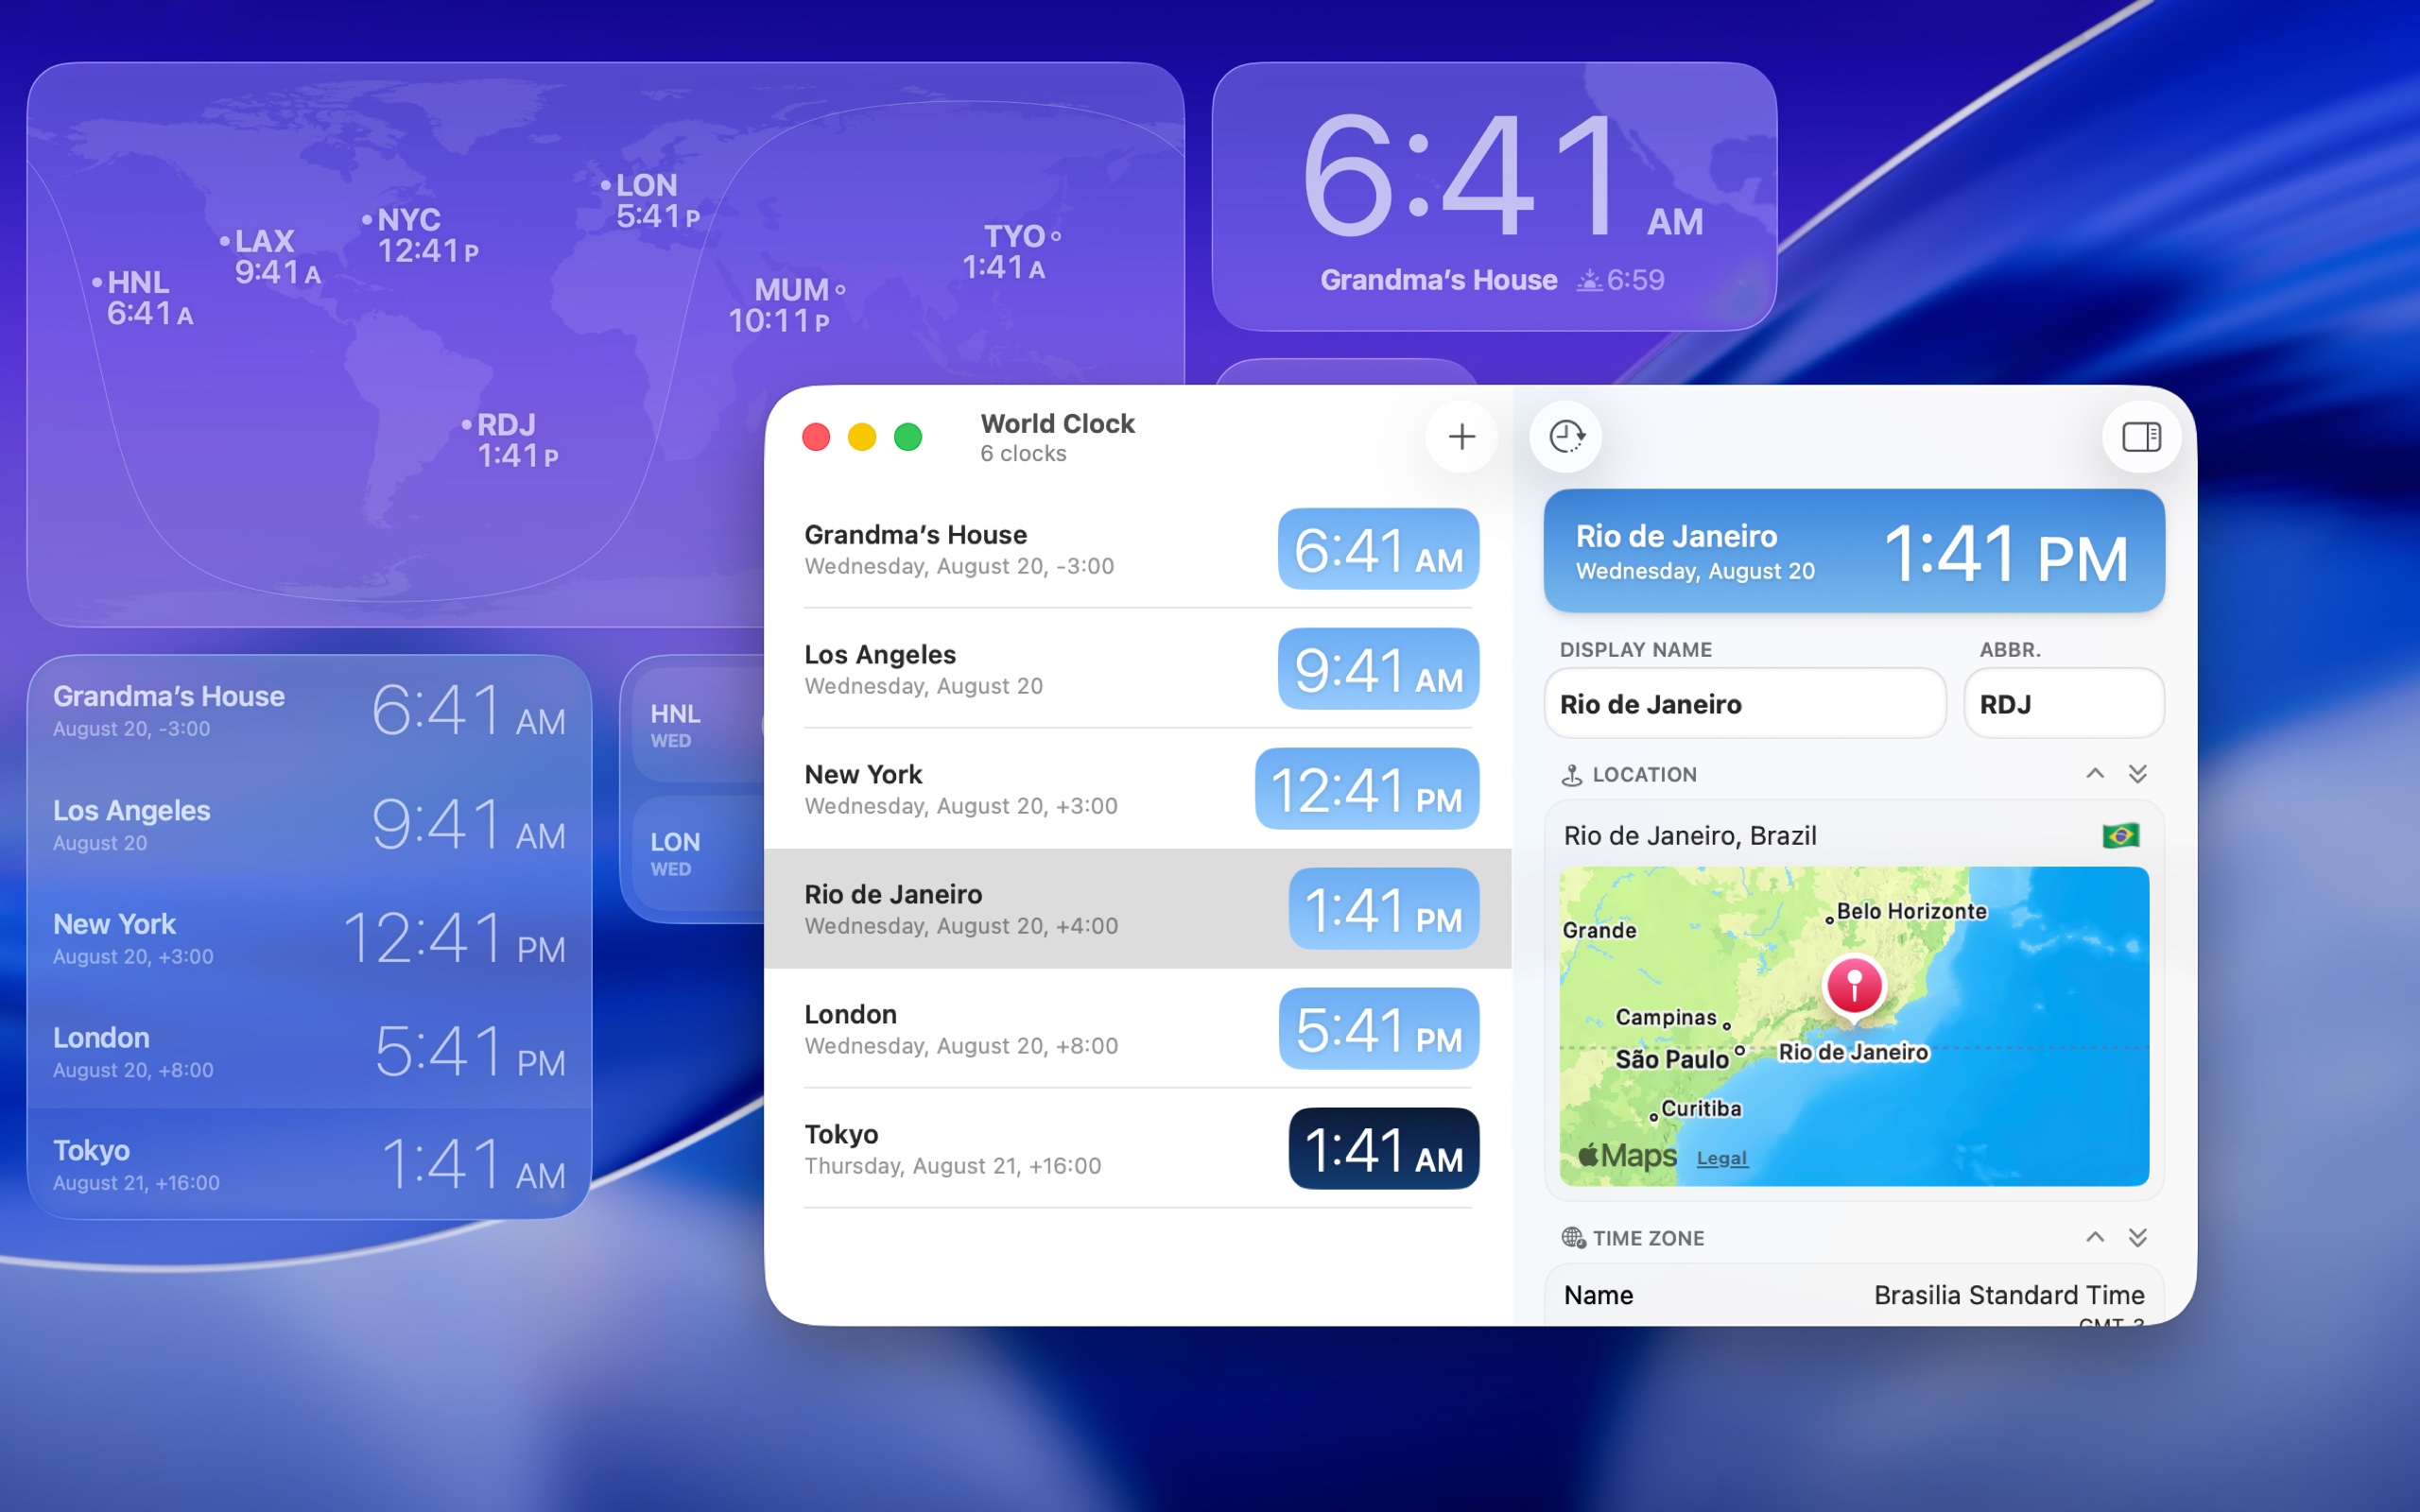 LON
5:41 P
NYC
12:41 P
LAX
9:41 A
TYO
1:41 A
HNL
6:41 A
MUM
10:11 P
RDJ
1:41 P
6:41 AM
Grandma’s House 6:59
Grandma’s House
August 20, -3:00
6:41 AM
Los Angeles
August 20
9:41 AM
New York
August 20, +3:00
12:41 PM
London
August 20, +8:00
5:41 PM
Tokyo
August 21, +16:00
1:41 AM
HNL
WED
LON
WED
World Clock
6 clocks
Grandma’s House
Wednesday, August 20, -3:00
6:41 AM
Los Angeles
Wednesday, August 20
9:41 AM
New York
Wednesday, August 20, +3:00
12:41 PM
Rio de Janeiro
Wednesday, August 20, +4:00
1:41 PM
London
Wednesday, August 20, +8:00
5:41 PM
Tokyo
Thursday, August 21, +16:00
1:41 AM
Rio de Janeiro
Wednesday, August 20
1:41 PM
DISPLAY NAME
ABBR.
Rio de Janeiro
RDJ
LOCATION
Rio de Janeiro, Brazil
Belo Horizonte
Grande
Campinas
São Paulo
Rio de Janeiro
Curitiba
Maps
Legal
TIME ZONE
Name
Brasilia Standard Time